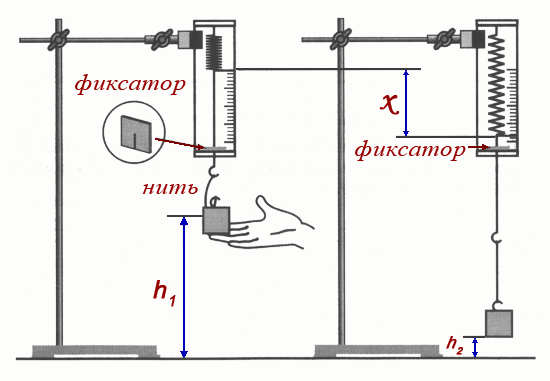 фиксатор
x
фиксатор
нить
h₁
h₂